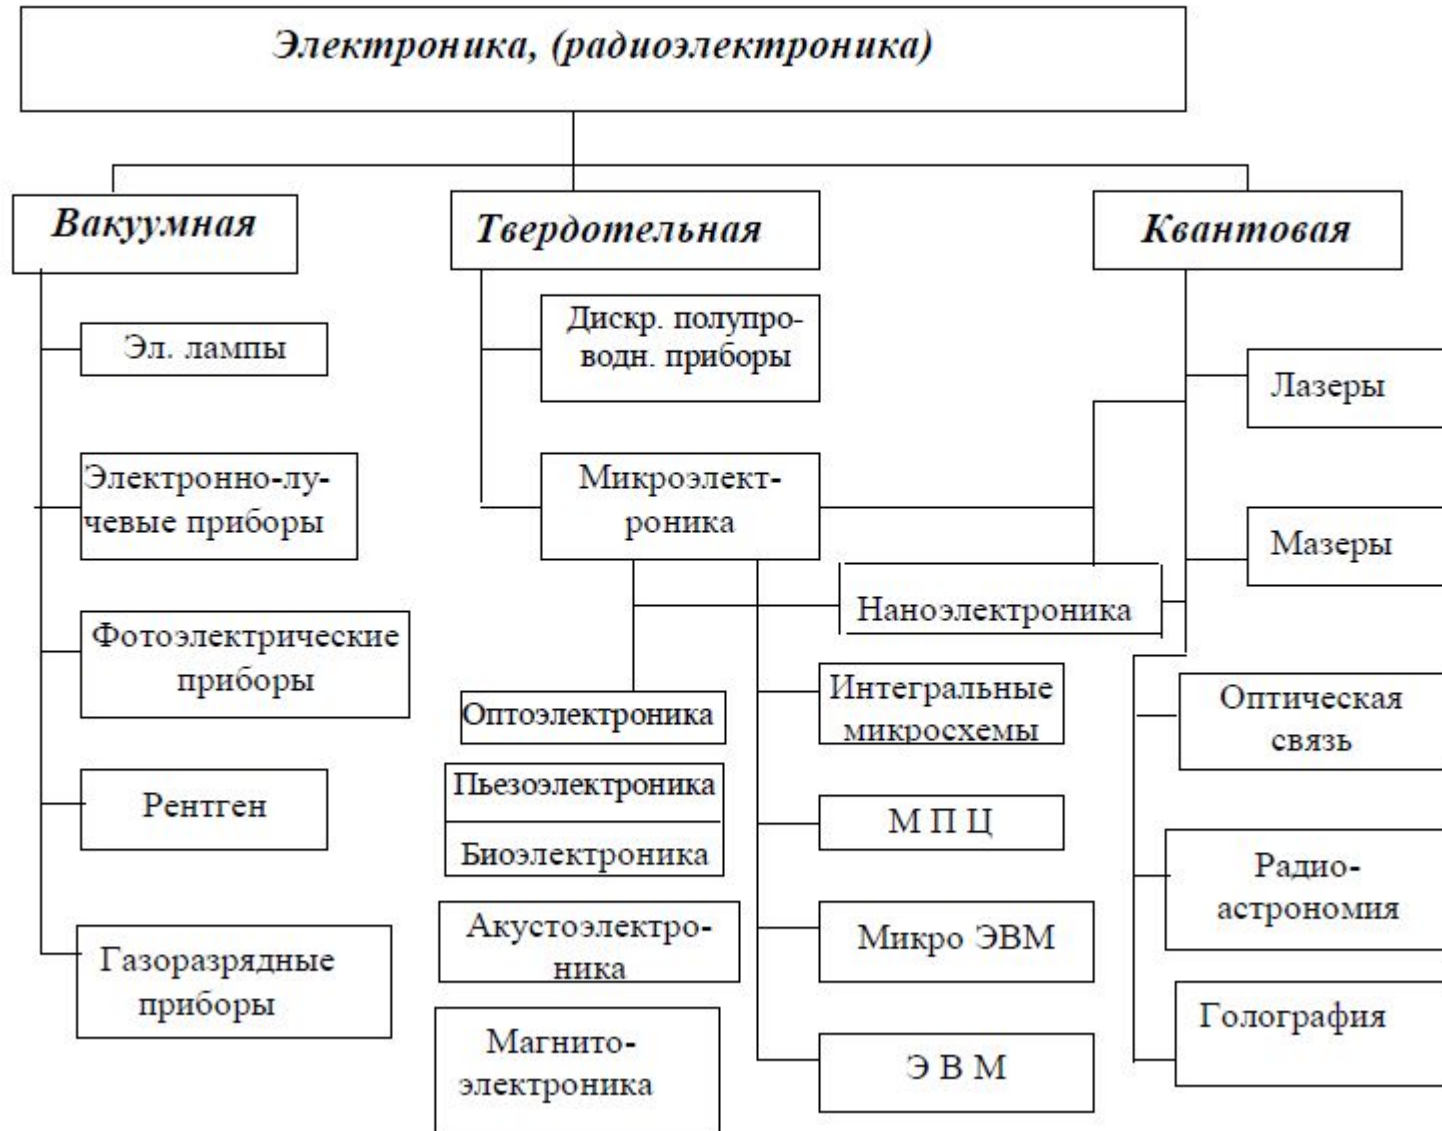 Электроника, (радиоэлектроника)
Вакуумная
Твердотельная
Квантовая
Эл. лампы
Электронно-лу-
чевые приборы
Фотоэлектрические
приборы
Рентген
Газоразрядные
приборы
Дискр. полупро-
водн. приборы
Микроэлект-
роника
Наноэлектроника
Оптоэлектроника
Пьезоэлектроника
Биоэлектроника
Акустоэлектро-
ника
Магнито-
электроника
Интегральные
микросхемы
М П Ц
Микро ЭВМ
Э В М
Лазеры
Мазеры
Оптическая
связь
Радио-
астрономия
Голография